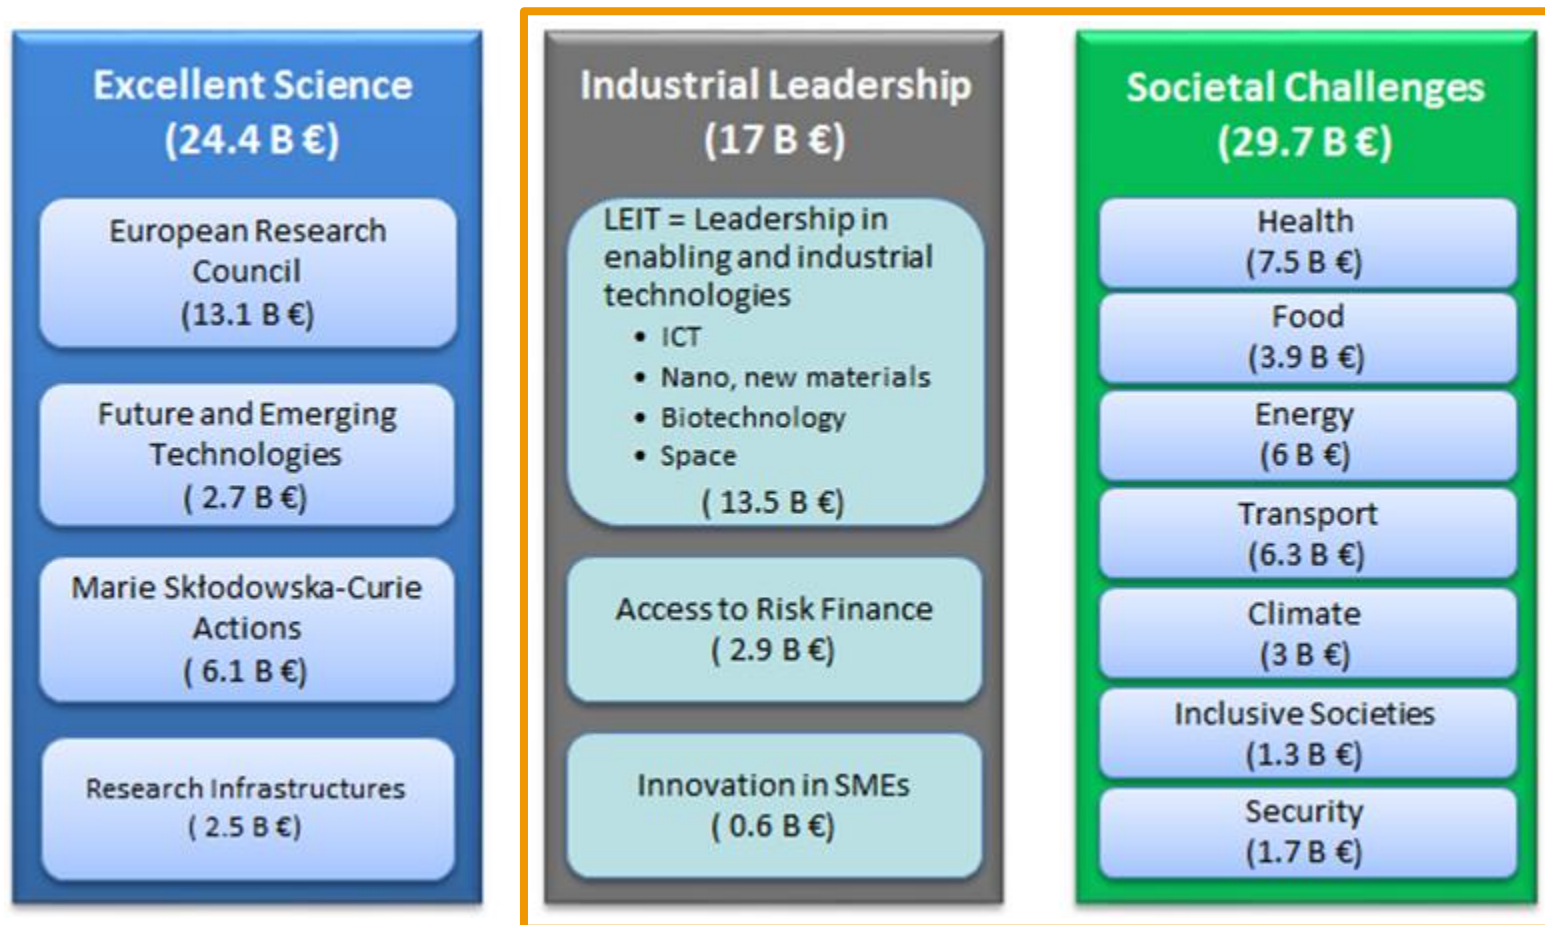 Excellent Science
(24.4 B €)
European Research
Council
(13.1 B €)
Future and Emerging
Technologies
( 2.7 B €)
Marie Skłodowska-Curie
Actions
( 6.1 B €)
Research Infrastructures
( 2.5 B €)
Industrial Leadership
(17 B €)
LEIT = Leadership in
enabling and industrial
technologies
• ICT
• Nano, new materials
• Biotechnology
• Space
( 13.5 B €)
Access to Risk Finance
( 2.9 B €)
Innovation in SMEs
( 0.6 B €)
Societal Challenges
(29.7 B €)
Health
(7.5 B €)
Food
(3.9 B €)
Energy
(6 B €)
Transport
(6.3 B €)
Climate
(3 B €)
Inclusive Societies
(1.3 B €)
Security
(1.7 B €)